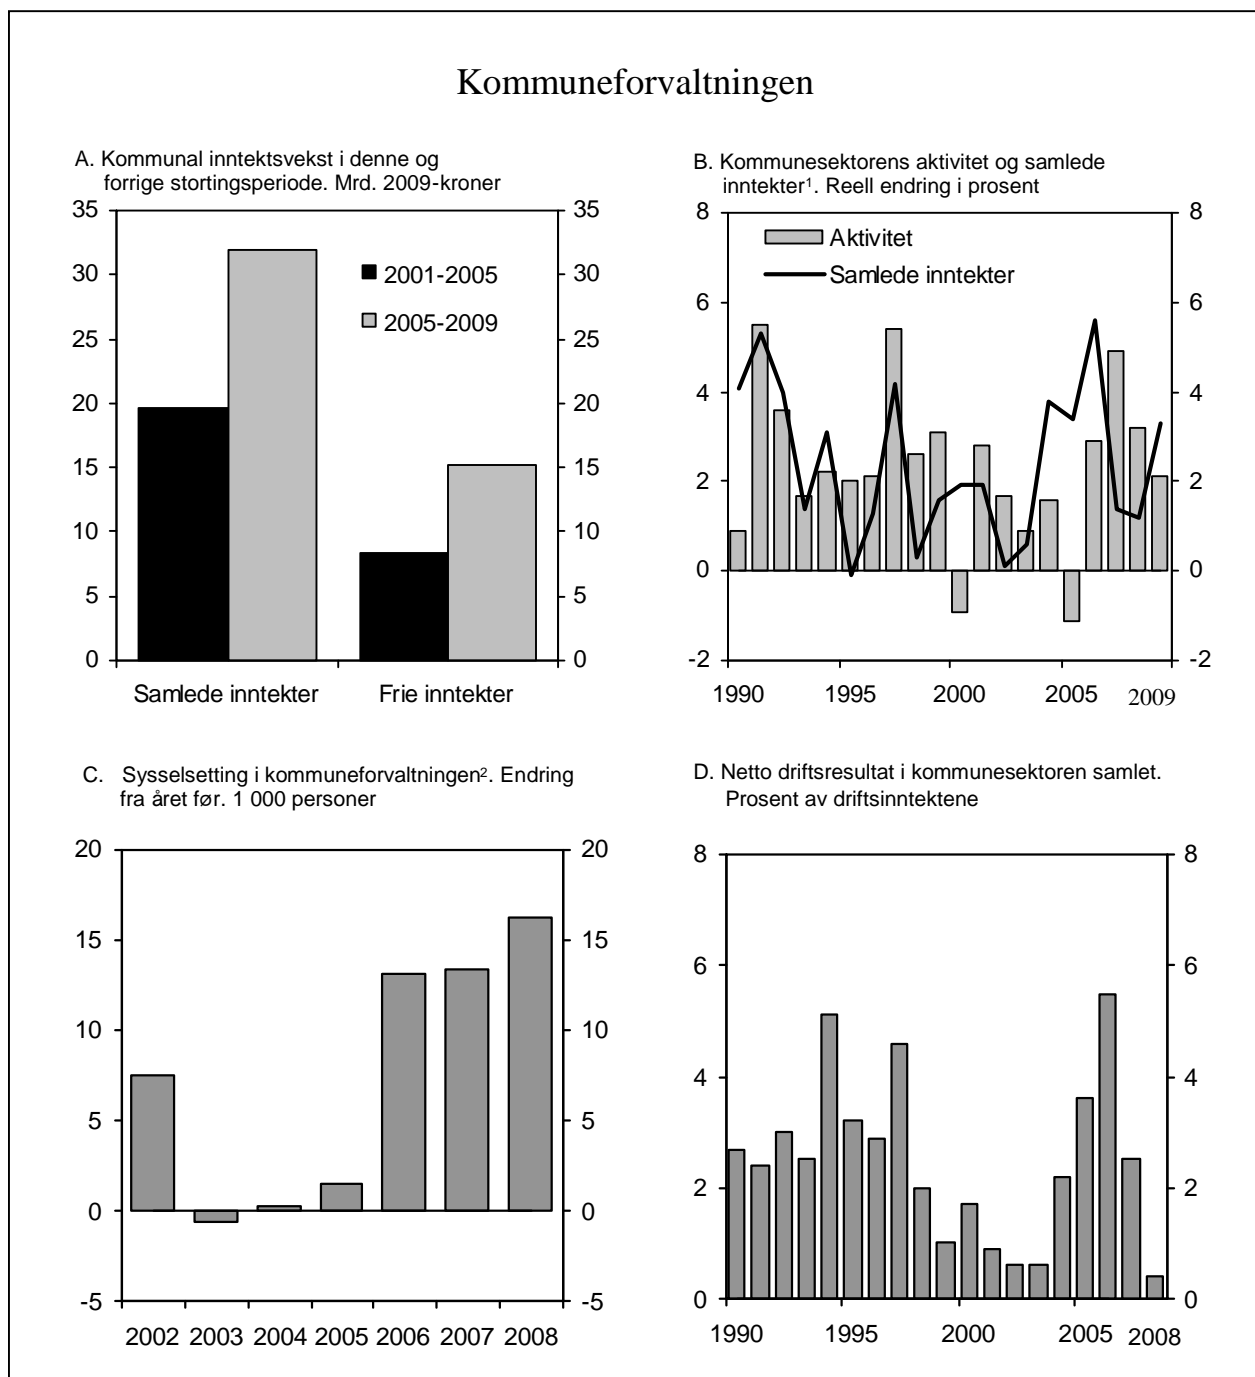 Kommuneforvaltningen
A. Kommunal inntektsvekst i denne og
forrige stortingsperiode. Mrd. 2009-kroner
35 35
30 30
25 25
20 20
15 15
10 10
5 5
0 0
2001-2005
2005-2009
Samlede inntekter Frie inntekter
B. Kommunesektorens aktivitet og samlede
inntekter¹. Reell endring i prosent
8 8
6 6
4 4
2 2
0 0
-2 -2
Aktivitet
Samlede inntekter
1990 1995 2000 2005 2009
C. Sysselsetting i kommuneforvaltningen². Endring
fra året før. 1 000 personer
20 20
15 15
10 10
5 5
0 0
-5 -5
2002 2003 2004 2005 2006 2007 2008
D. Netto driftsresultat i kommunesektoren samlet.
Prosent av driftsinntektene
8 8
6 6
4 4
2 2
0 0
1990 1995 2000 2005 2008